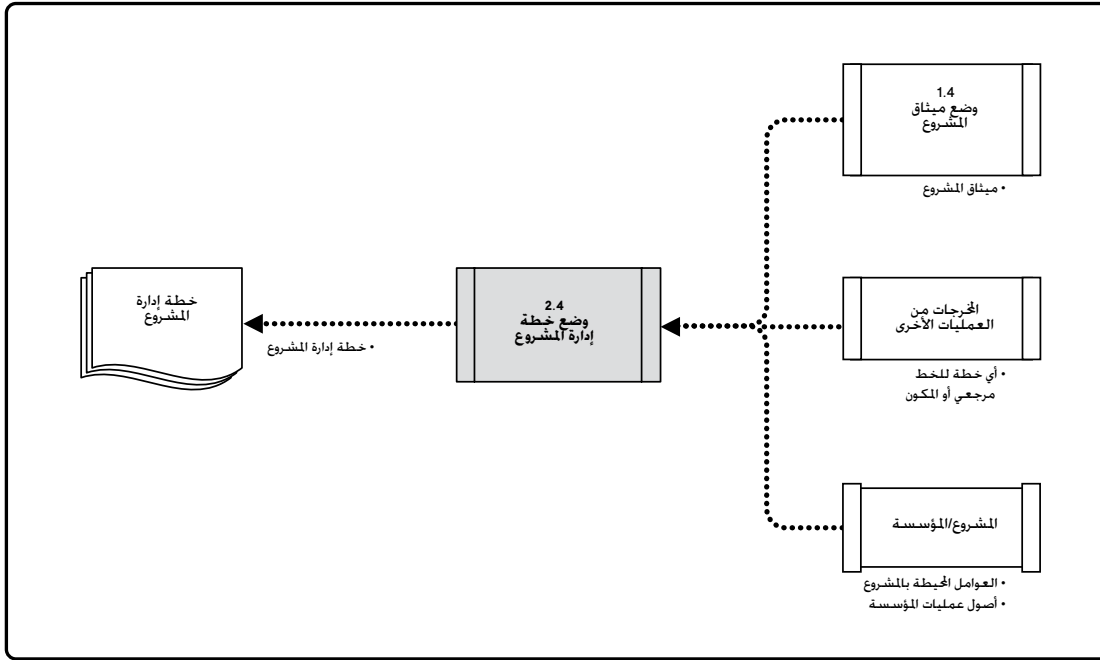 1.4
وضع ميثاق
المشروع
• ميثاق المشروع
المخرجات من
العمليات الأخرى
• أي خطة للخط
مرجعي أو المكون
المشروع/المؤسسة
• العوامل المحيطة بالمشروع
• أصول عمليات المؤسسة
2.4
وضع خطة
إدارة المشروع
• خطة إدارة المشروع
خطة إدارة
المشروع